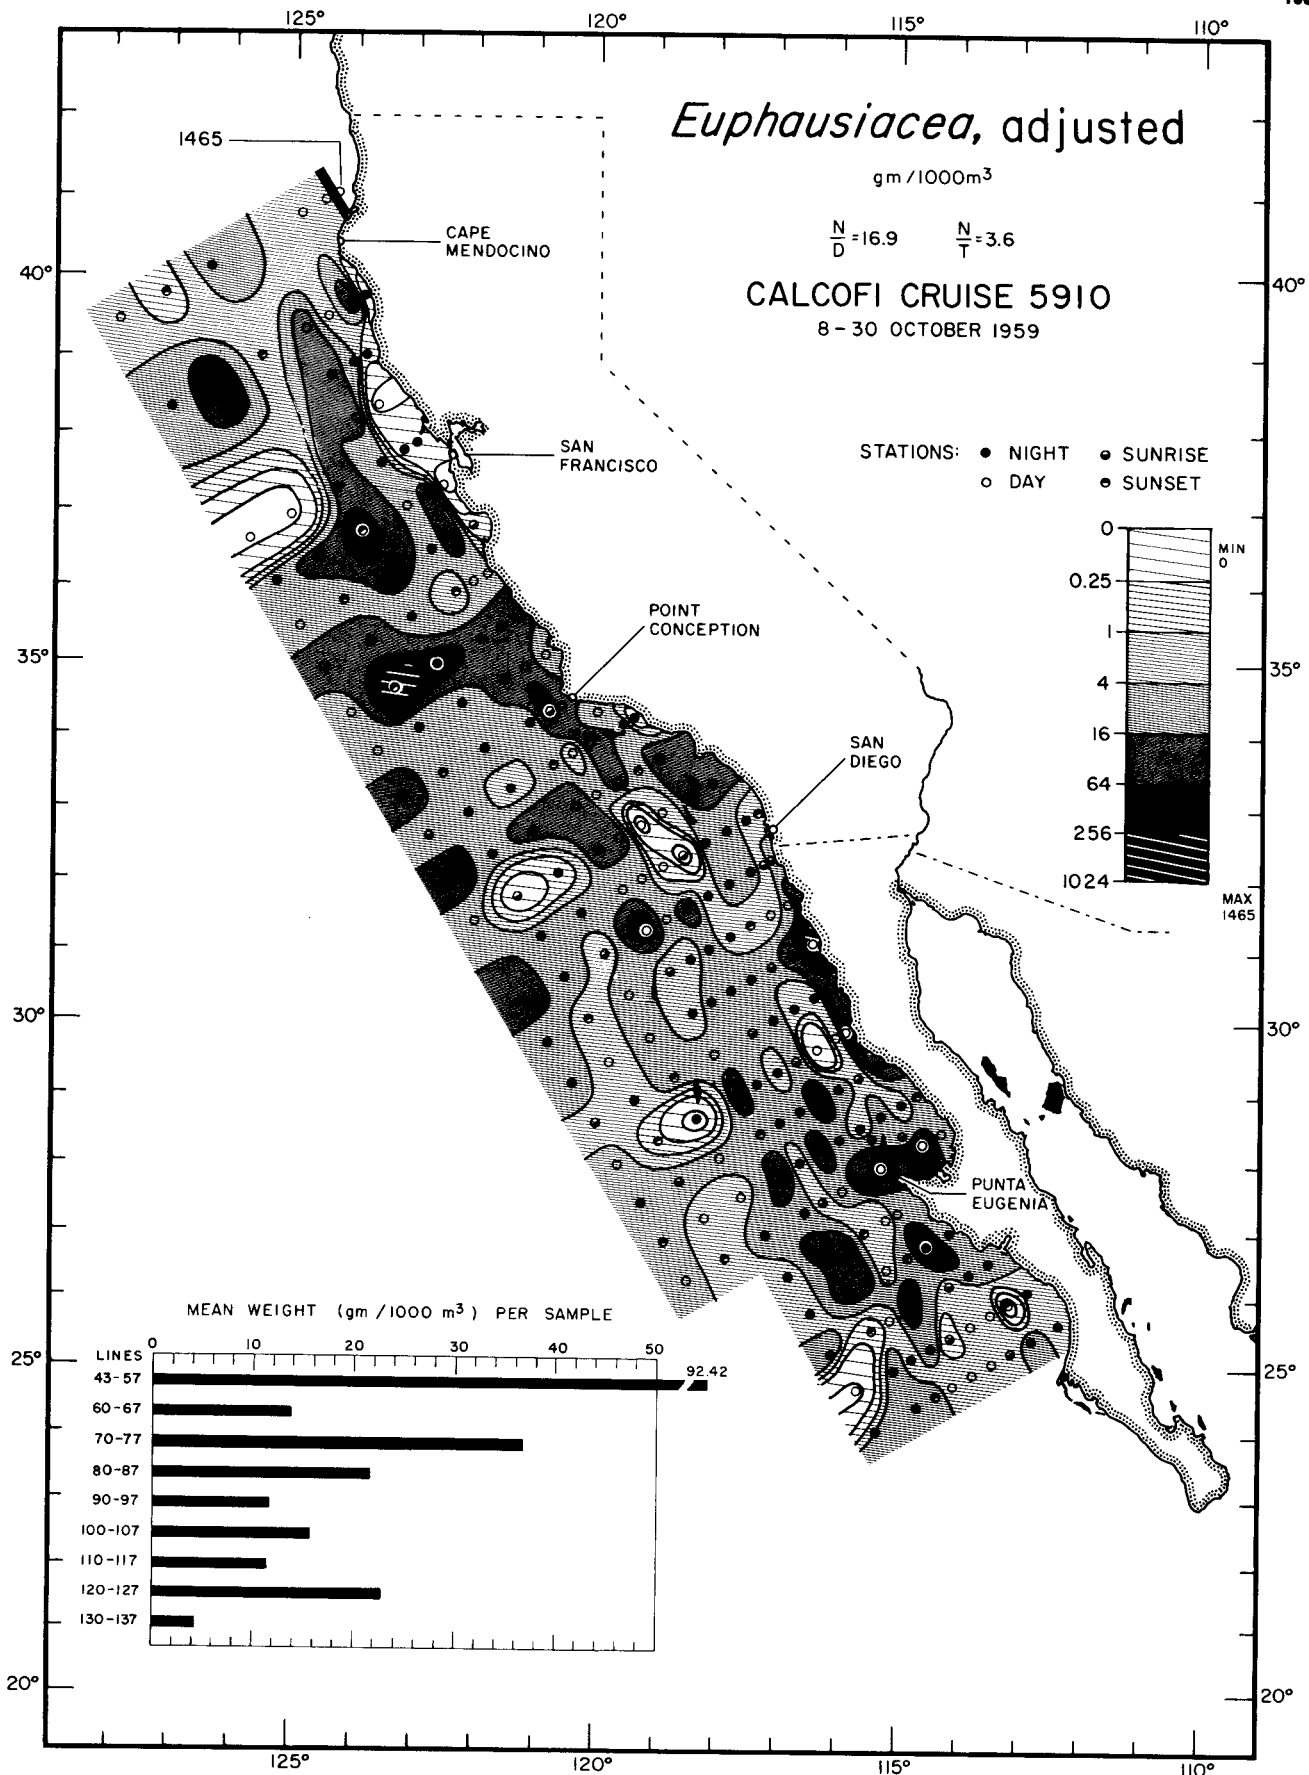 125°
120°
115°
110°
Euphausiacea, adjusted
gm/1000m³
N/D=16.9 N/T=3.6
CALCOFI CRUISE 5910
8-30 OCTOBER 1959
1465
CAPE
MENDOCINO
40°
40°
SAN
FRANCISCO
STATIONS: ● NIGHT SUNRISE
○ DAY SUNSET
0
MIN
0
0.25
1
4
16
64
256
1024
MAX
1465
POINT
CONCEPTION
35°
35°
SAN
DIEGO
30°
30°
PUNTA
EUGENIA
MEAN WEIGHT (gm/1000 m³) PER SAMPLE
0 10 20 30 40 50
LINES
92.42
43-57
60-67
70-77
80-87
90-97
100-107
110-117
120-127
130-137
25°
25°
20°
20°
125°
120°
115°
110°